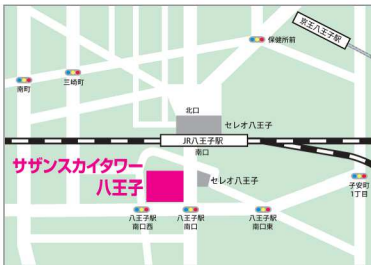 京王八王子駅
保健所前
三崎町
南町
北口
セレオ八王子
JR八王子駅
南口
サザンスカイタワー
八王子
セレオ八王子
子安町
1丁目
八王子駅
南口西
八王子駅
南口
八王子駅
南口東